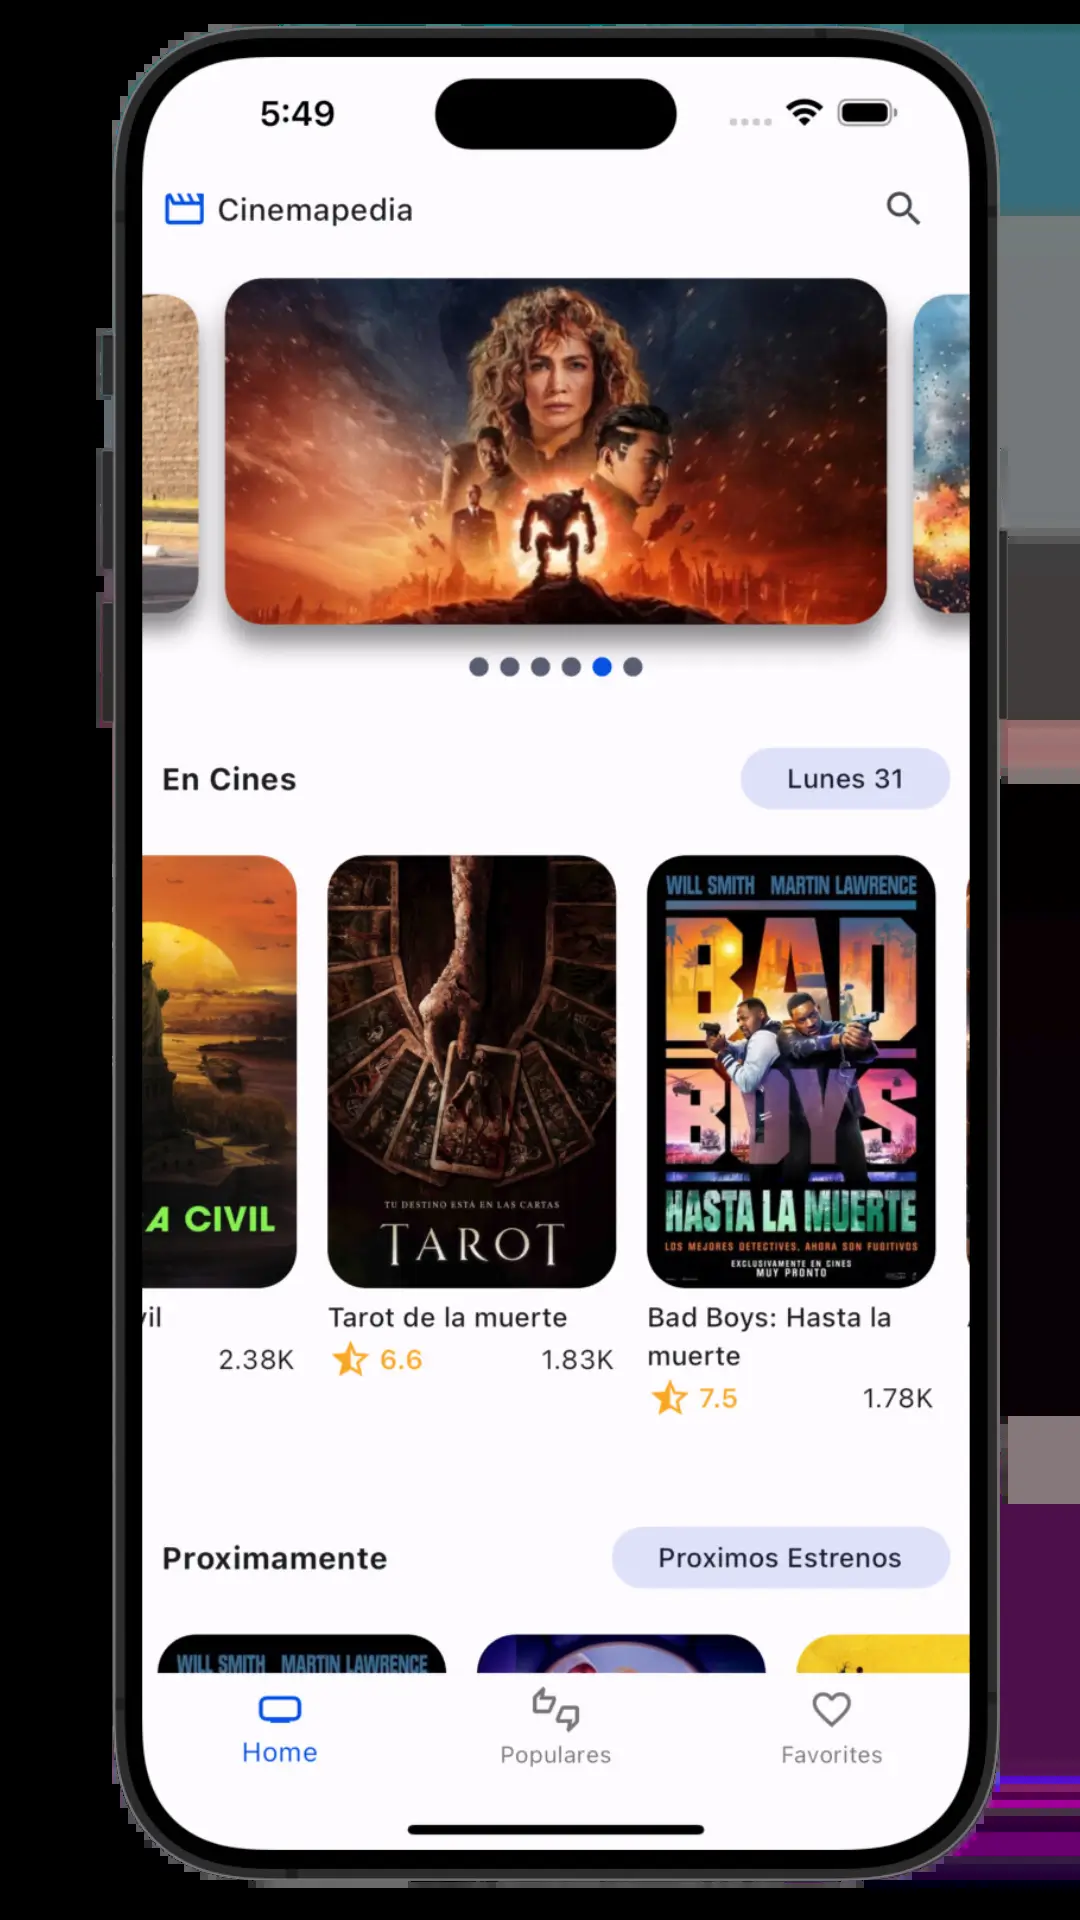 5:49
Cinemapedia
En Cines
Lunes 31
A CIVIL
TU DESTINO ESTÁ EN LAS CARTAS
TAROT
WILL SMITH MARTIN LAWRENCE
BAD
BOYS
HASTA LA MUERTE
LOS MEJORES DETECTIVES, AHORA SON FUGITIVOS
EXCLUSIVAMENTE EN CINES
MUY PRONTO
vil
2.38K
Tarot de la muerte
6.6
1.83K
Bad Boys: Hasta la
muerte
7.5
1.78K
Proximamente
Proximos Estrenos
WILL SMITH MARTIN LAWRENCE
Home
Populares
Favorites